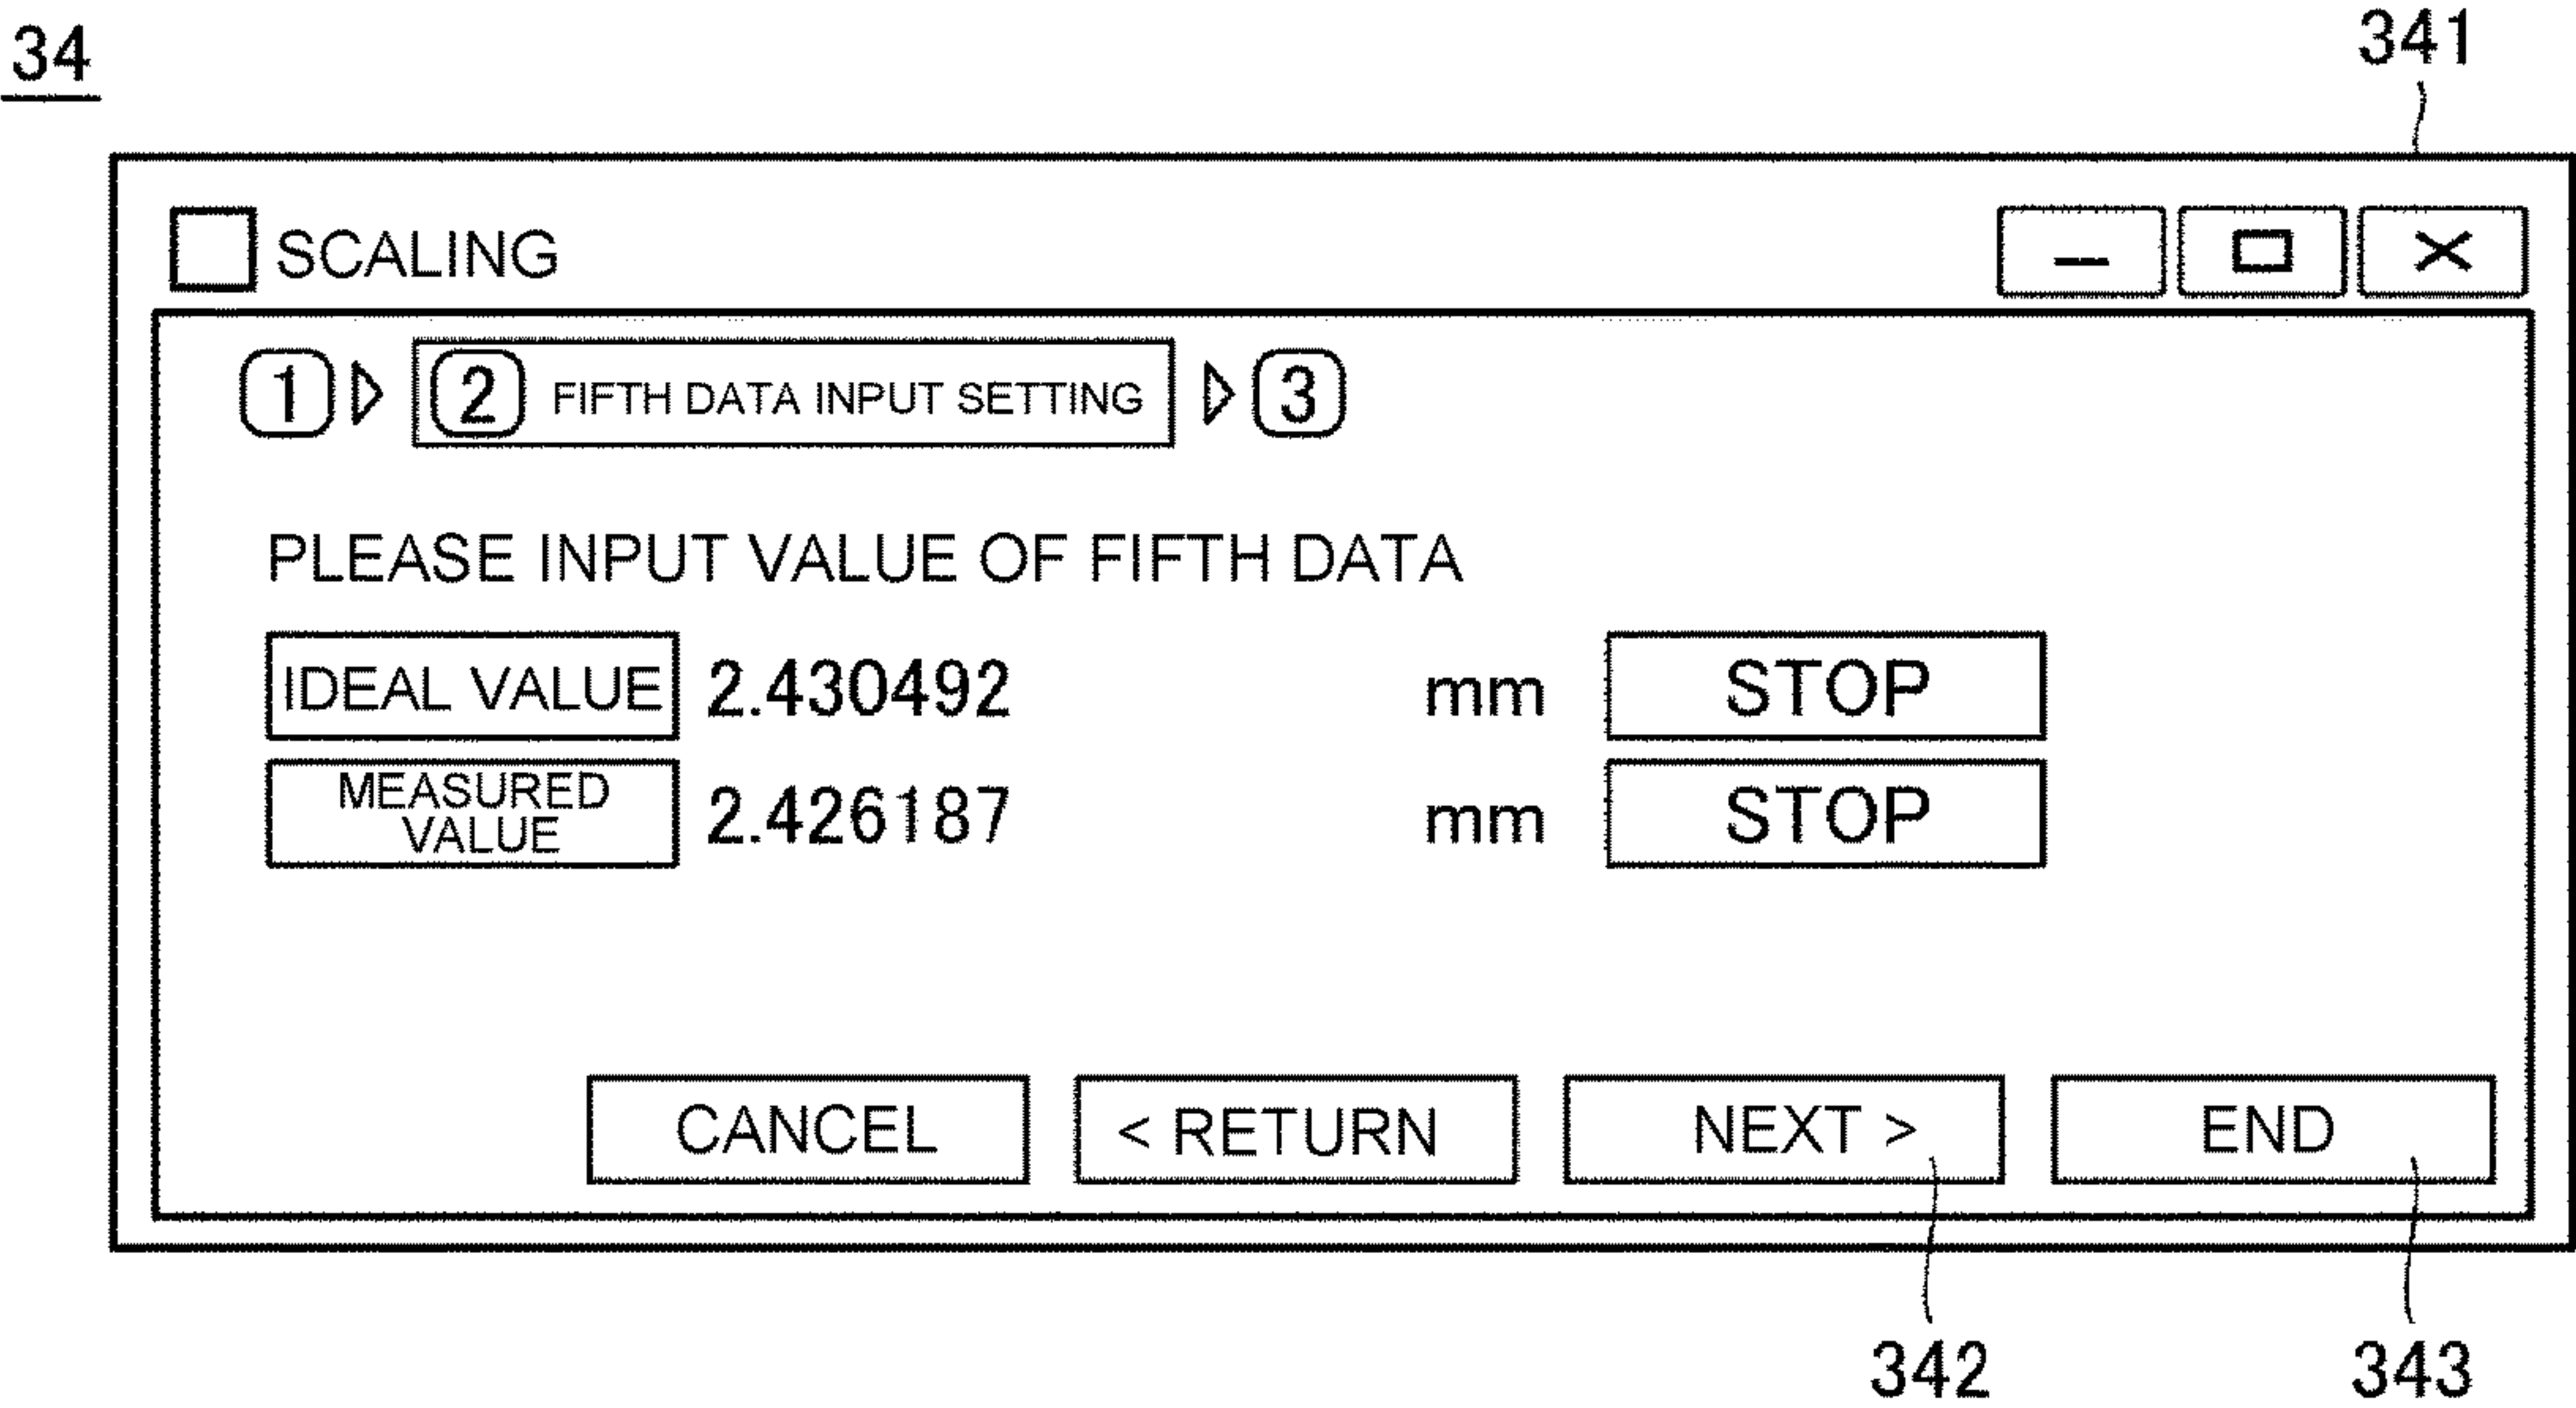 34
341
SCALING
1 2 FIFTH DATA INPUT SETTING 3
PLEASE INPUT VALUE OF FIFTH DATA
IDEAL VALUE 2.430492 mm STOP
MEASURED
VALUE 2.426187 mm STOP
CANCEL < RETURN NEXT > END
342 343